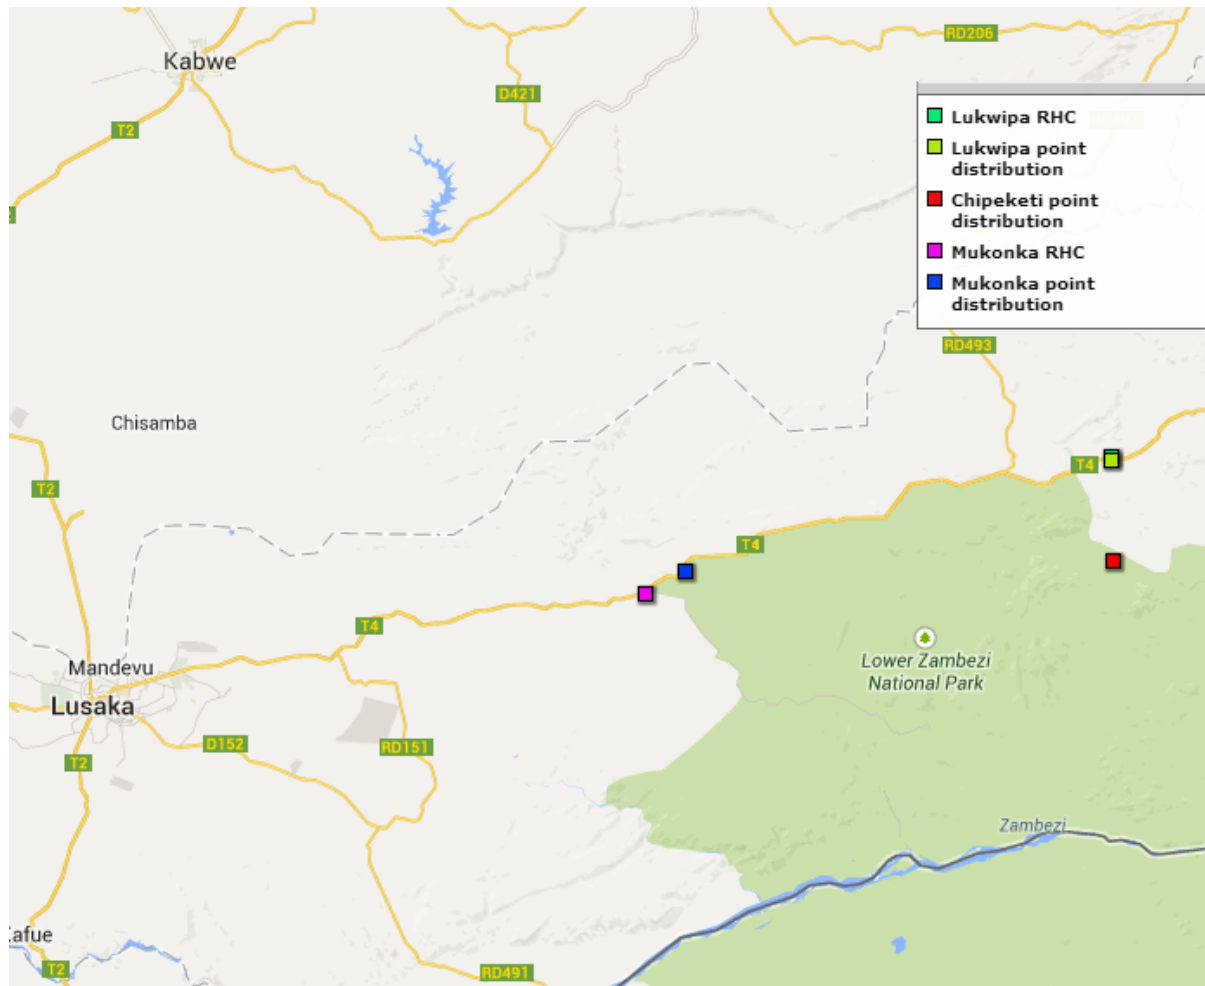 RD206
Kabwe
D421
T2
Lukwipa RHC
Lukwipa point
distribution
Chipeketi point
distribution
Mukonka RHC
Mukonka point
distribution
RD493
Chisamba
T4
T2
T4
T4
Lower Zambezi
National Park
Mandevu
Lusaka
D152
RD151
T2
Zambezi
Kafue
T2
RD491